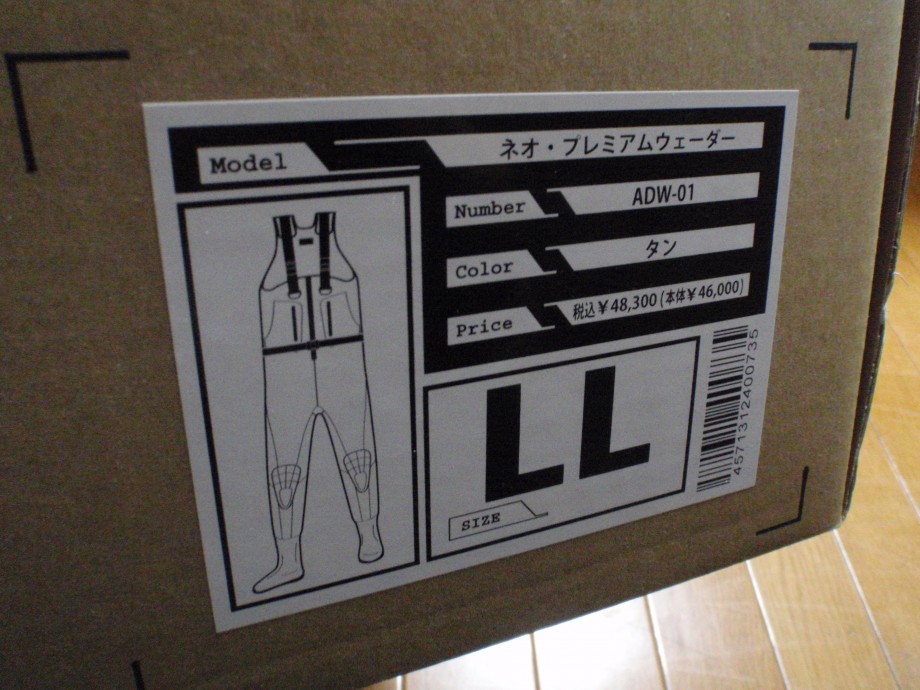 Model
ネオ・プレミアムウェーダー
Number
ADW-01
Color
タン
Price
税込￥48,300(本体￥46,000)
LL
SIZE
4571312400735